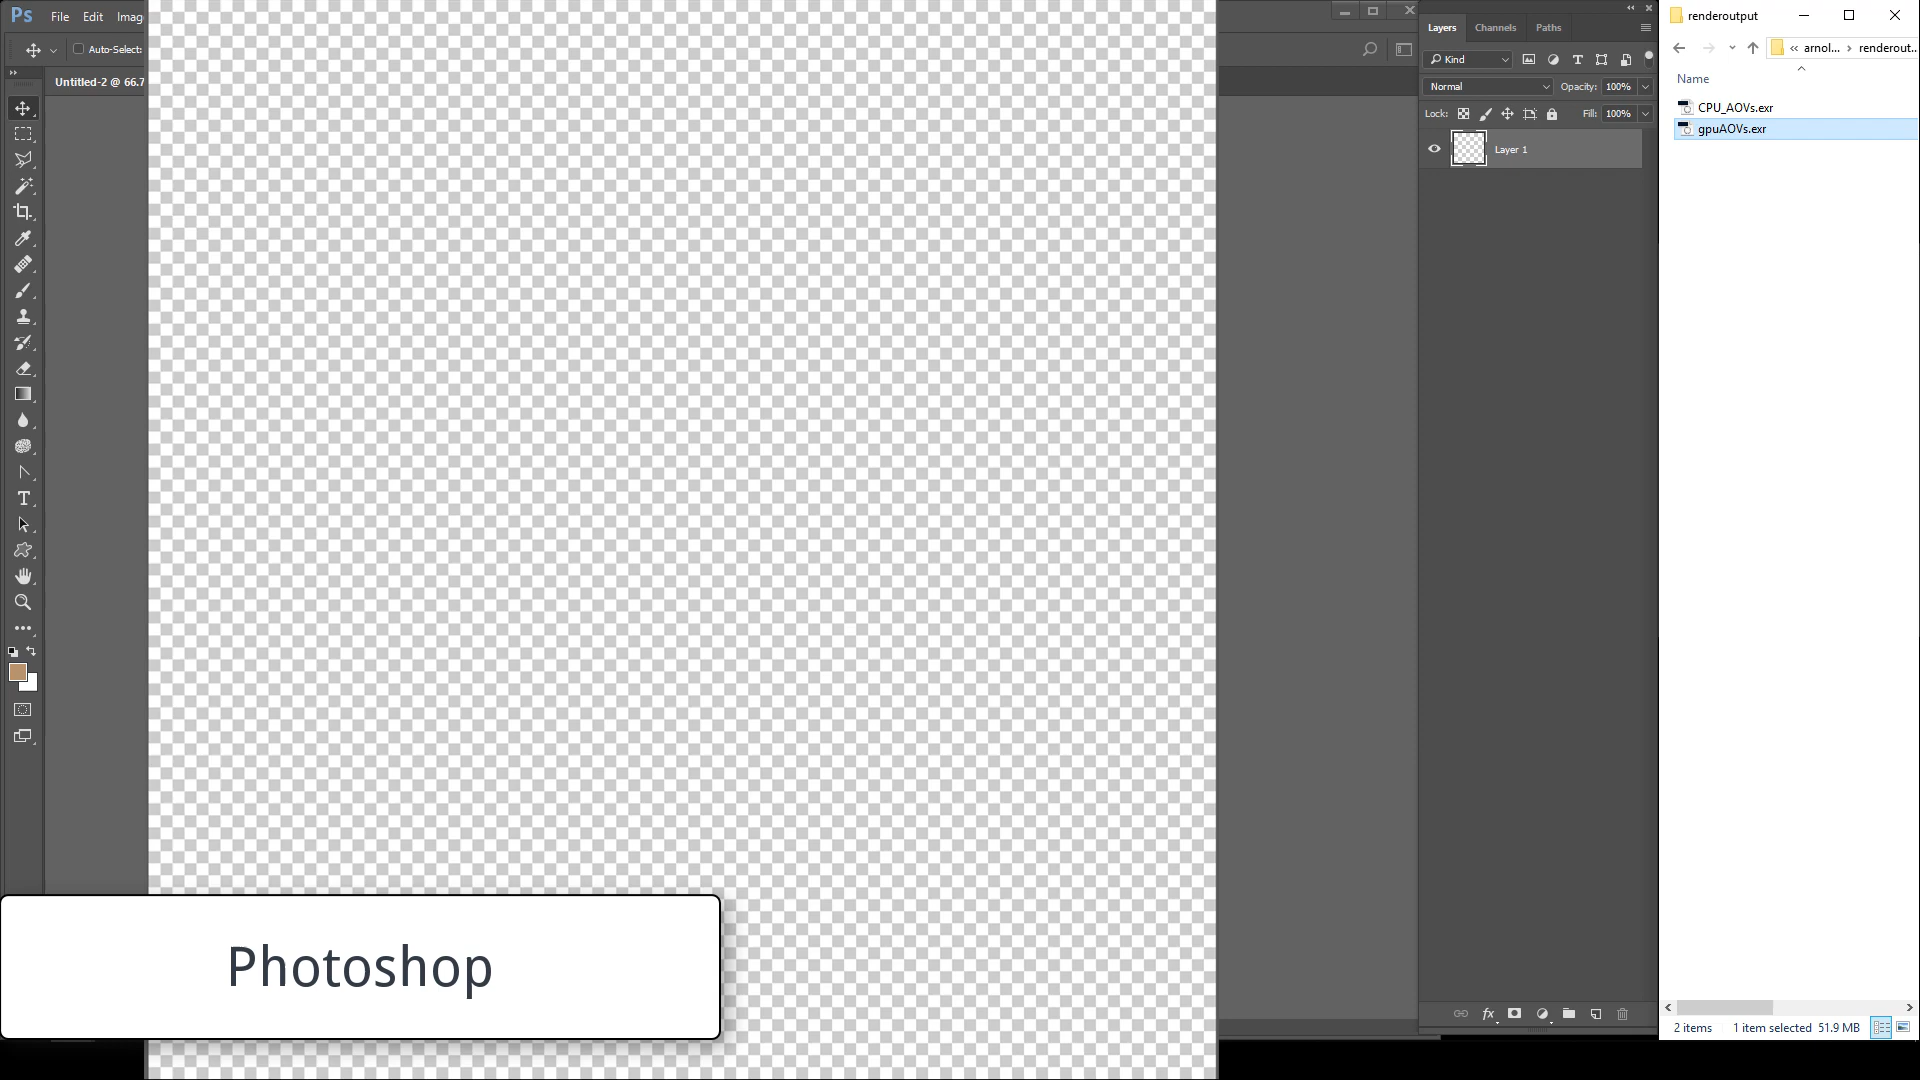 Ps File Edit Imag
Auto-Select:
Untitled-2 @ 66.7
T
Photoshop
Layers Channels Paths
Kind
T
Normal Opacity: 100%
Lock: Fill: 100%
Layer 1
fx
renderoutput
« arnol... › renderout...
Name
CPU_AOVs.exr
gpuAOVs.exr
2 items 1 item selected 51.9 MB